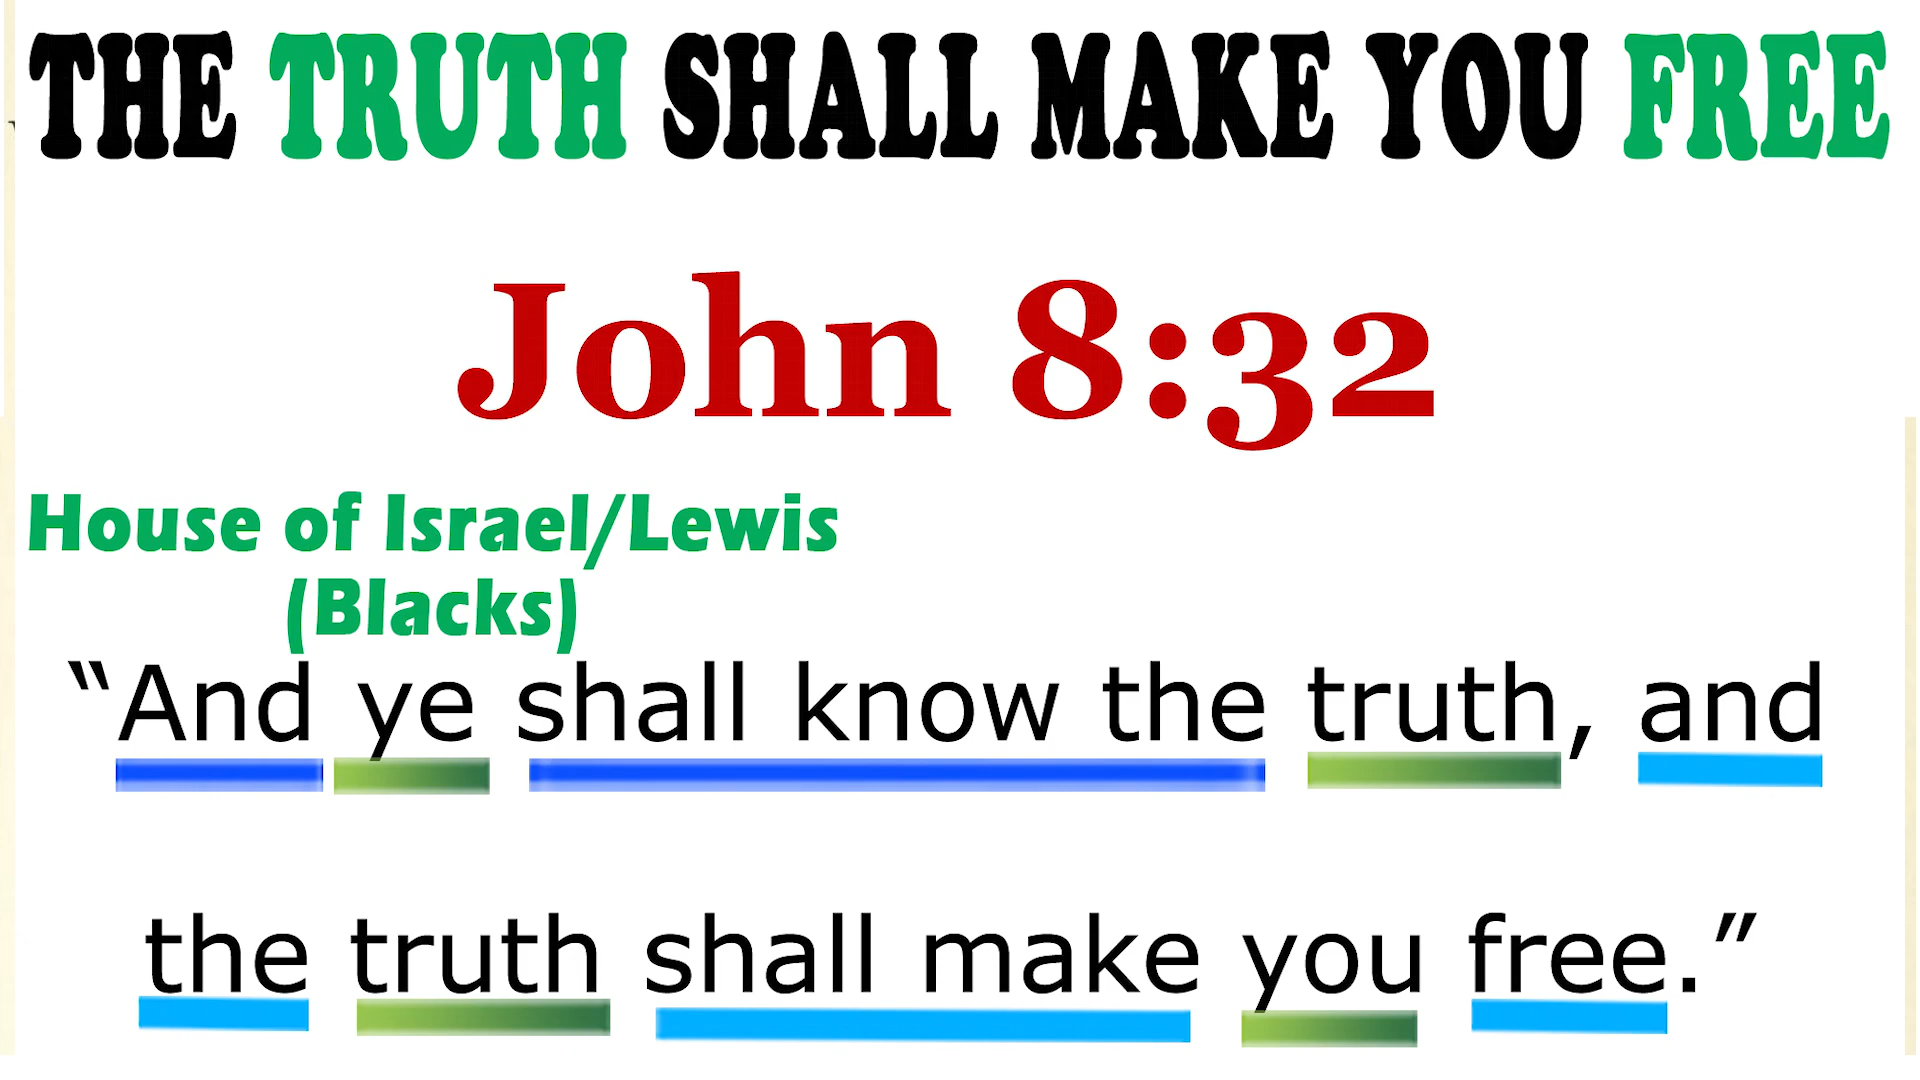 THE TRUTH SHALL MAKE YOU FREE
John 8:32
House of Israel/Lewis
(Blacks)
“And ye shall know the truth, and
the truth shall make you free.”